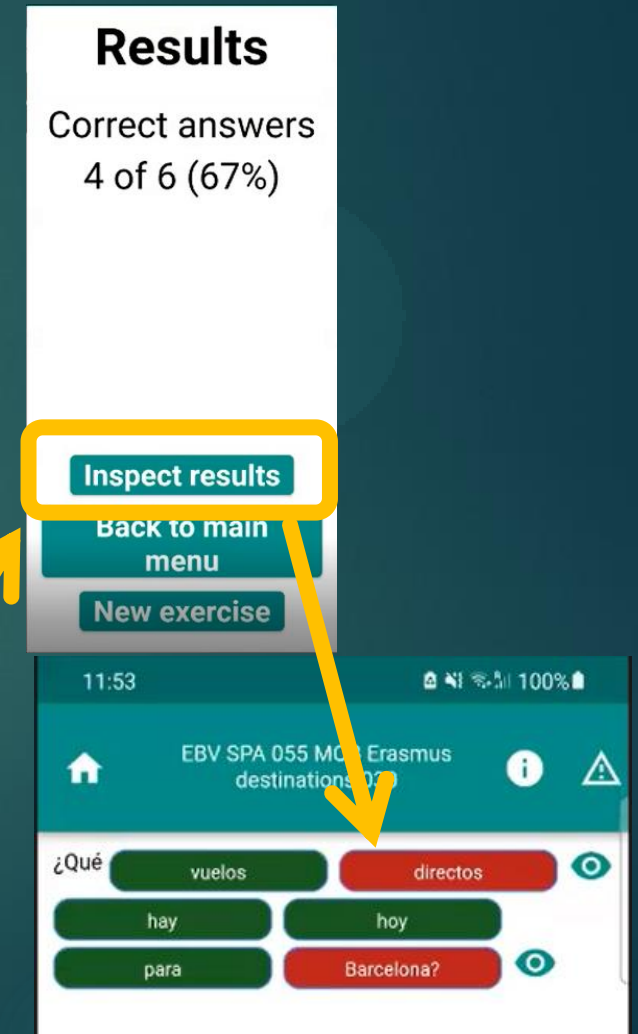 Results
Correct answers
4 of 6 (67%)
Inspect results
Back to main
menu
New exercise
11:53 100%
EBV SPA 055 Erasmus
destinations
¿Qué vuelos directos
hay hoy
para Barcelona?